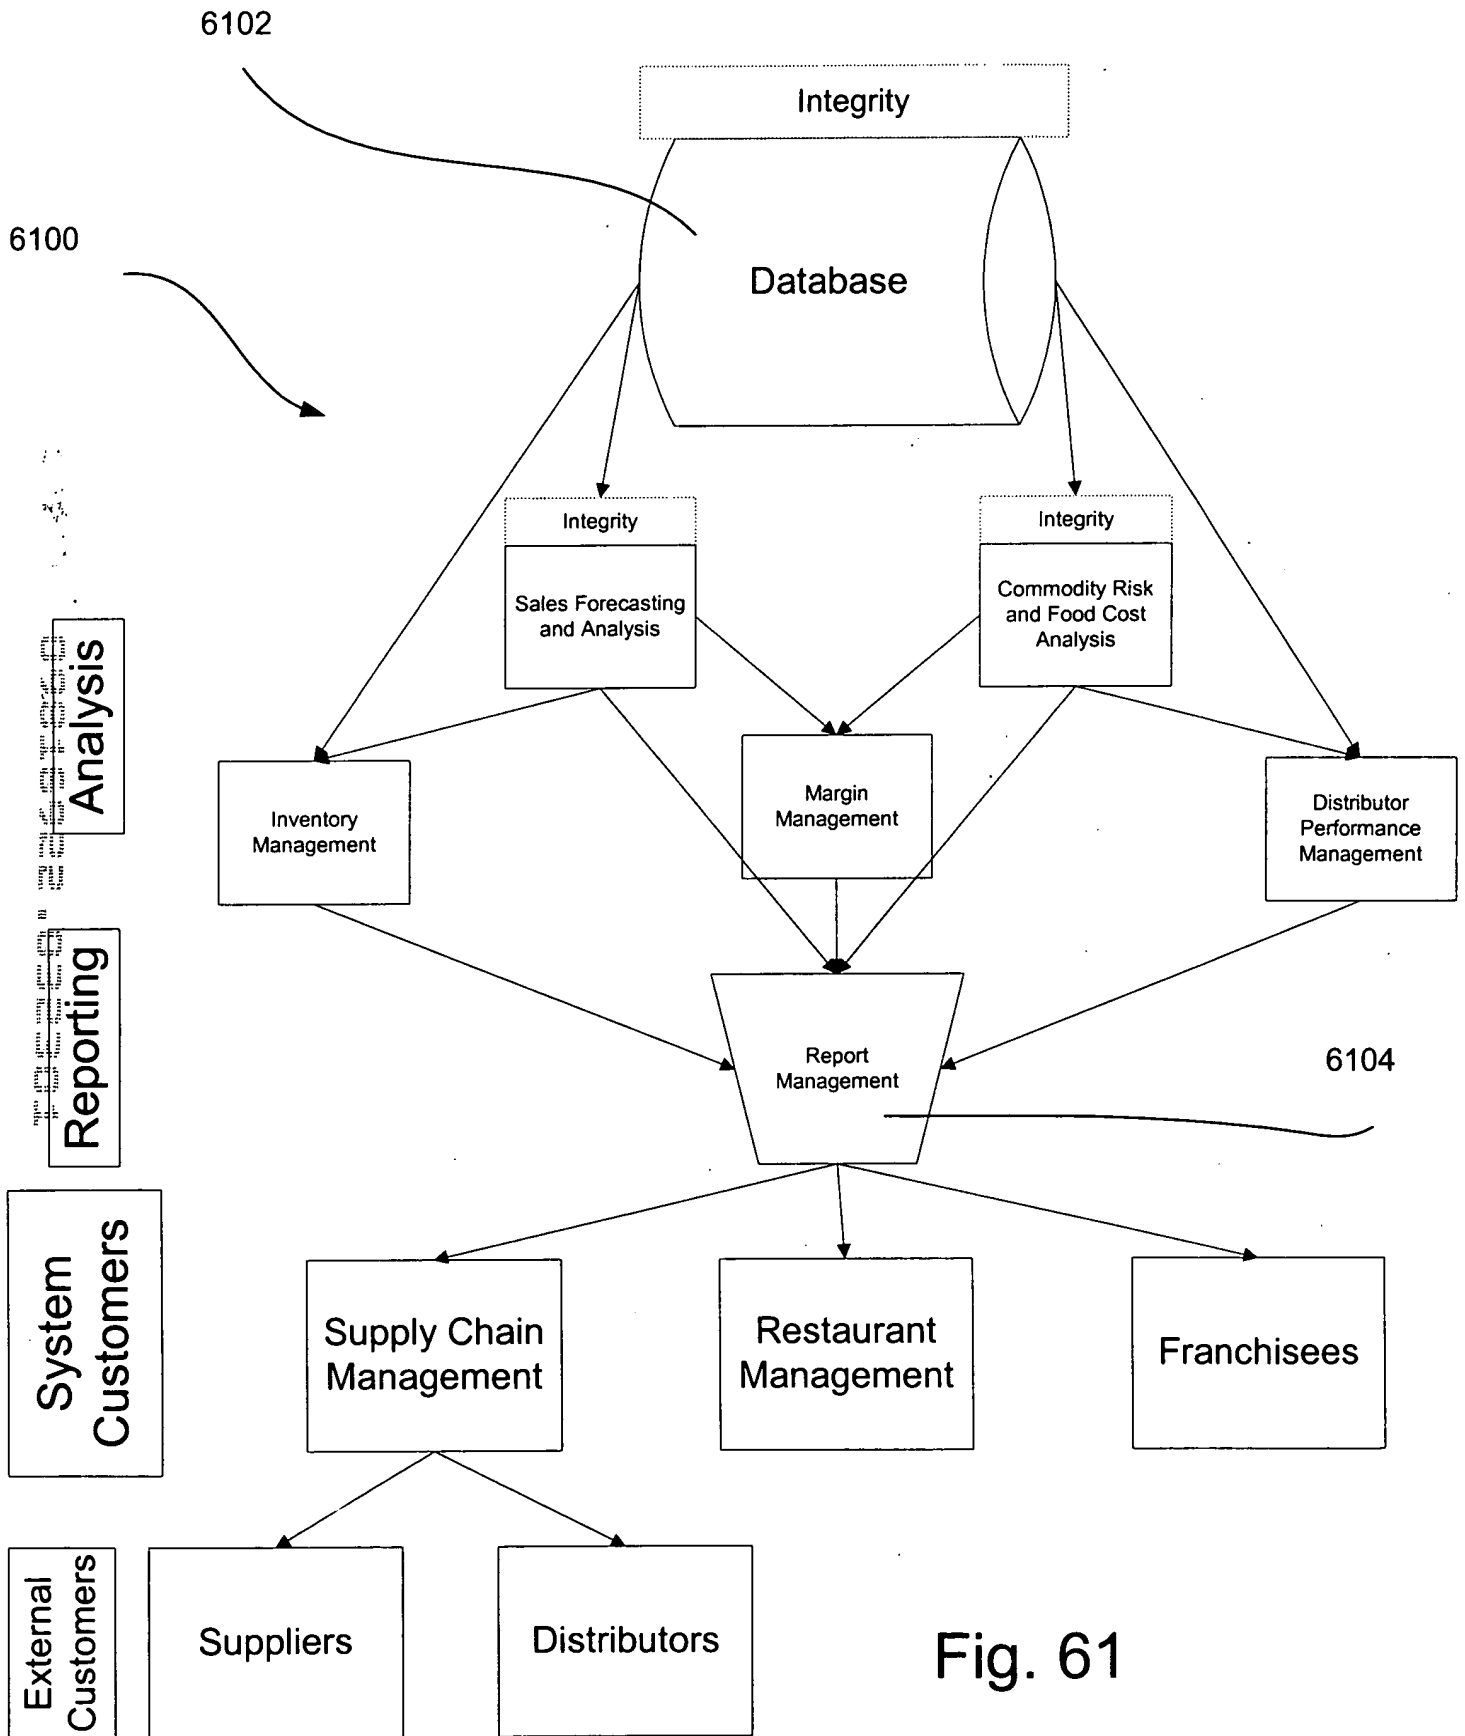 6102
Integrity
6100
Database
Integrity
Integrity
Sales Forecasting
and Analysis
Commodity Risk
and Food Cost
Analysis
Analysis
Inventory
Management
Margin
Management
Distributor
Performance
Management
Reporting
Report
Management
6104
System
Customers
Supply Chain
Management
Restaurant
Management
Franchisees
External
Customers
Suppliers
Distributors
Fig. 61